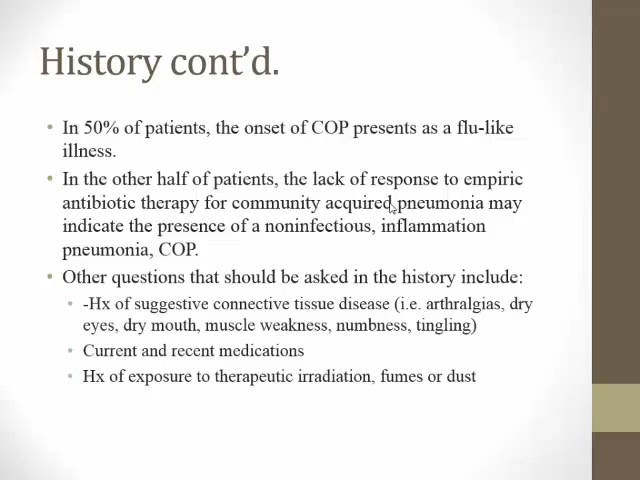 History cont’d.
• In 50% of patients, the onset of COP presents as a flu-like
illness.
• In the other half of patients, the lack of response to empiric
antibiotic therapy for community acquired pneumonia may
indicate the presence of a noninfectious, inflammation
pneumonia, COP.
• Other questions that should be asked in the history include:
• -Hx of suggestive connective tissue disease (i.e. arthralgias, dry
eyes, dry mouth, muscle weakness, numbness, tingling)
• Current and recent medications
• Hx of exposure to therapeutic irradiation, fumes or dust